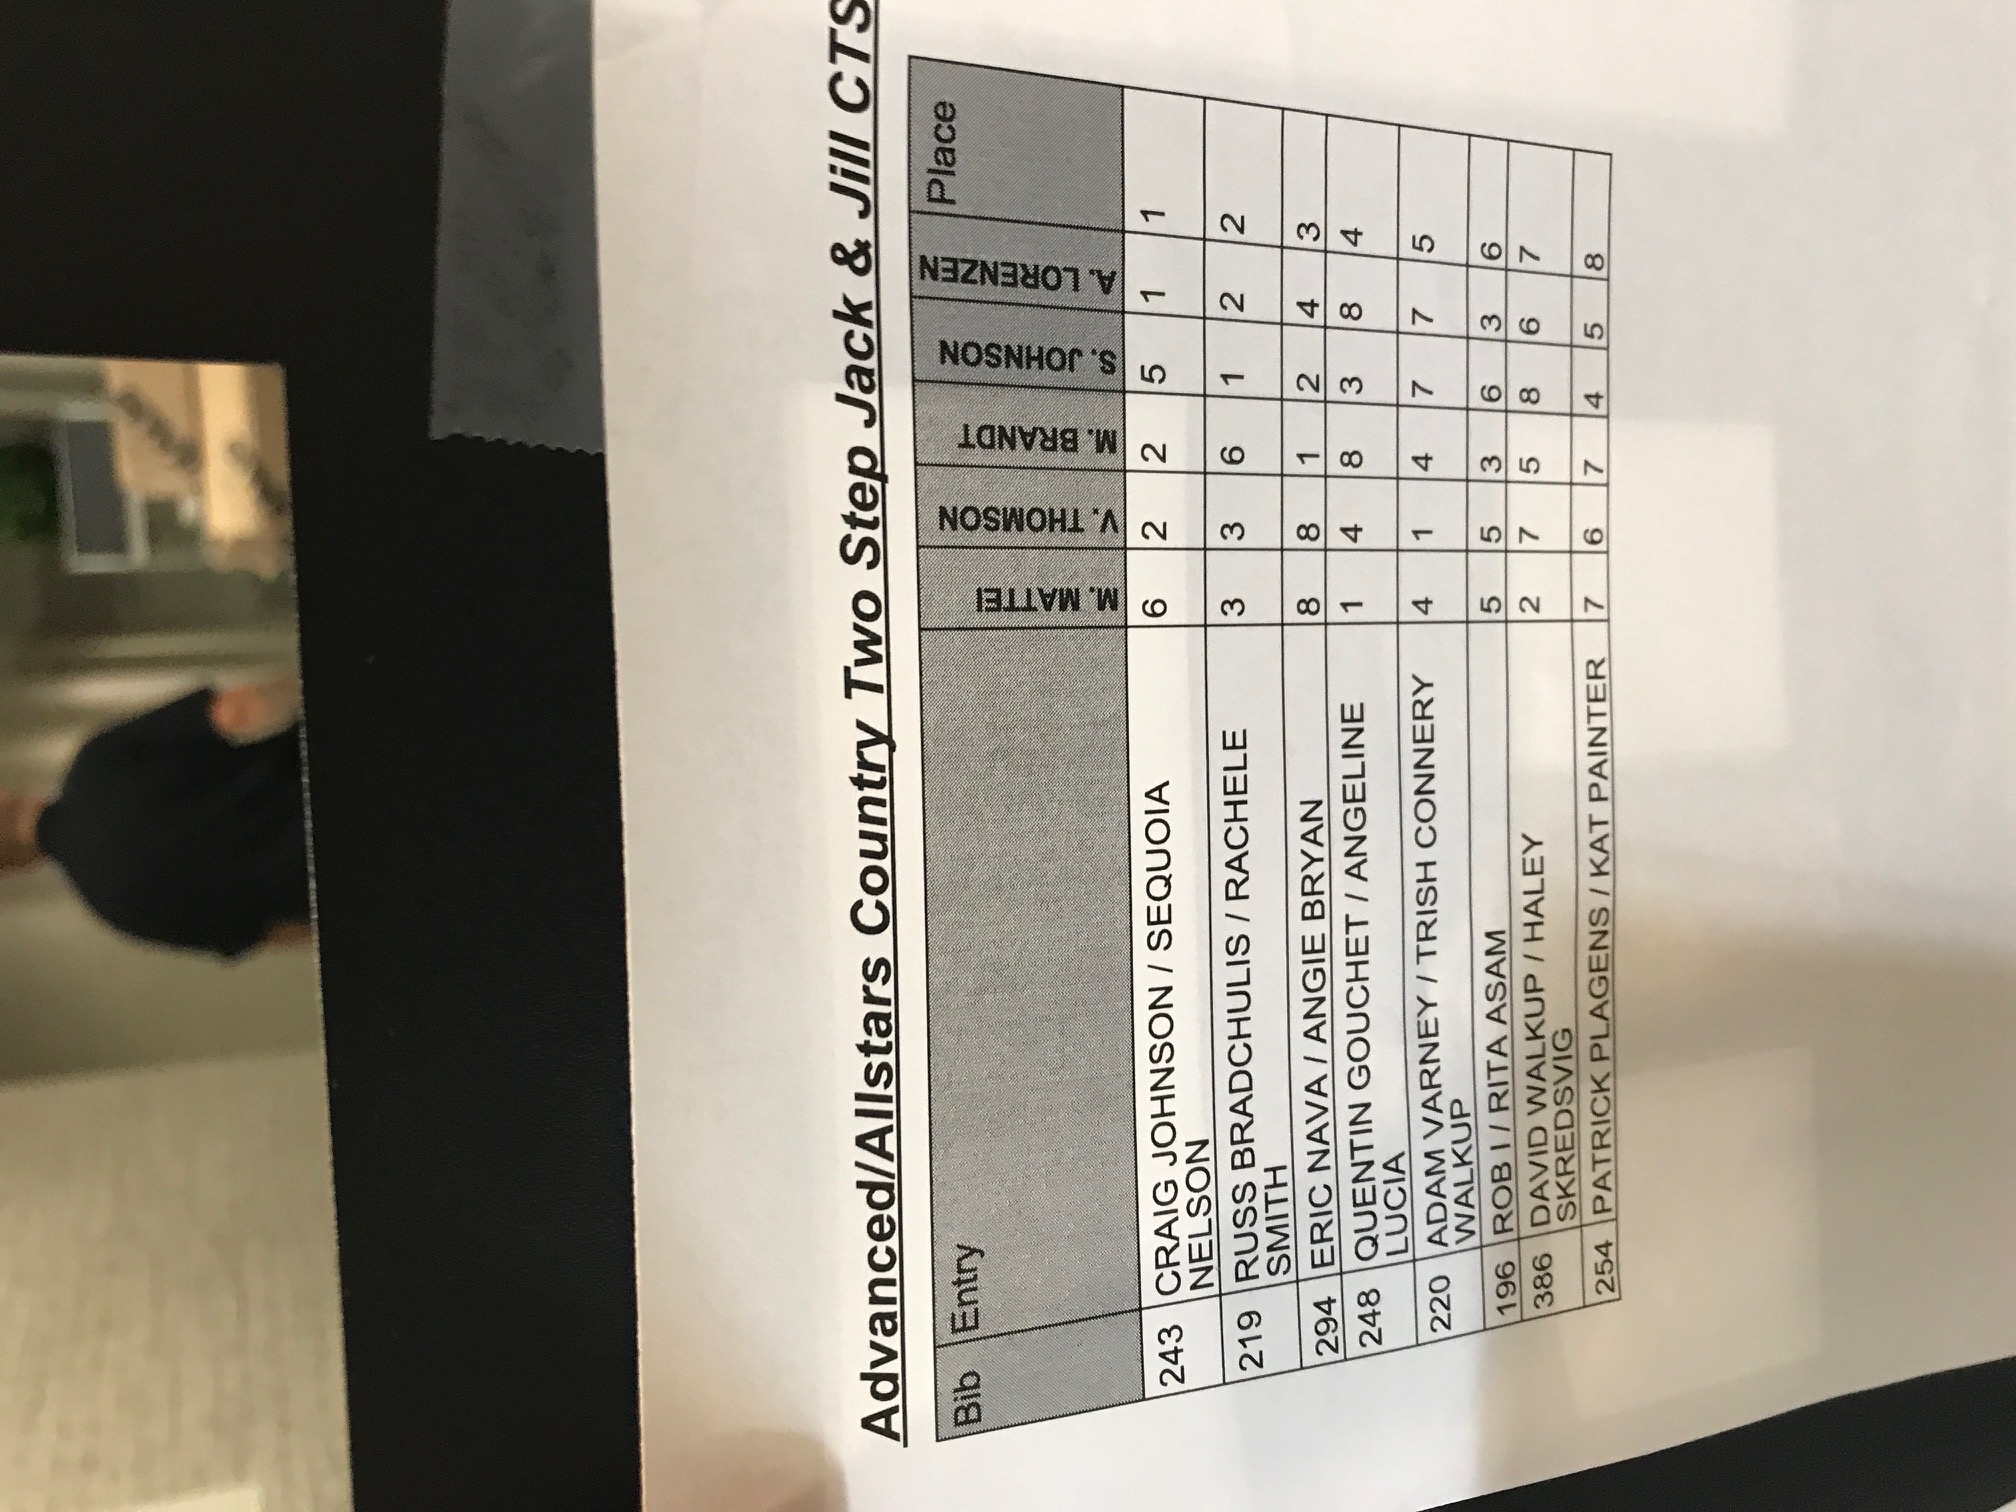 Advanced/Allstars Country Two Step Jack & Jill CTS
Bib Entry M. MATTEI V. THOMSON M. BRANDT S. JOHNSON A. LORENZEN Place
243 CRAIG JOHNSON / SEQUOIA 6 2 2 5 1 1
NELSON
219 RUSS BRADCHULIS / RACHELE 3 3 6 1 2 2
SMITH
294 ERIC NAVA / ANGIE BRYAN 8 8 1 2 4 3
248 QUENTIN GOUCHET / ANGELINE 1 4 8 3 8 4
LUCIA
220 ADAM VARNEY / TRISH CONNERY 4 1 4 7 7 5
WALKUP
196 ROB I / RITA ASAM 5 5 3 6 3 6
386 DAVID WALKUP / HALEY 2 7 5 8 6 7
SKREDSVIG
254 PATRICK PLAGENS / KAT PAINTER 7 6 7 4 5 8